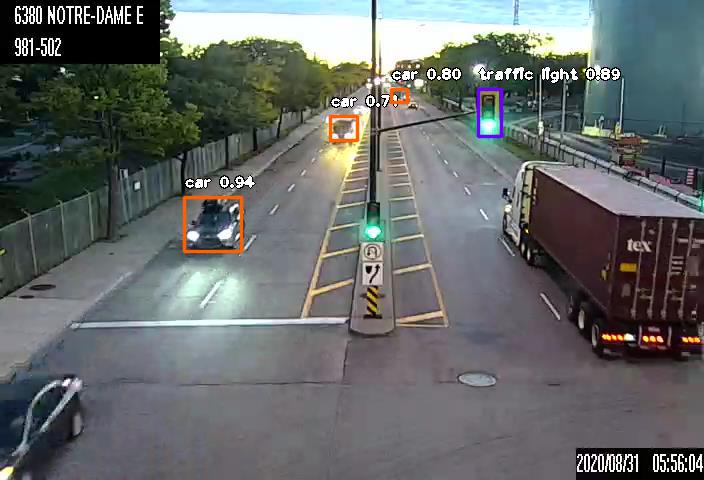 6380 NOTRE-DAME E
981-502
car 0.80
traffic light 0.89
car 0.7
car 0.94
tex
2020/08/31 05:56:04